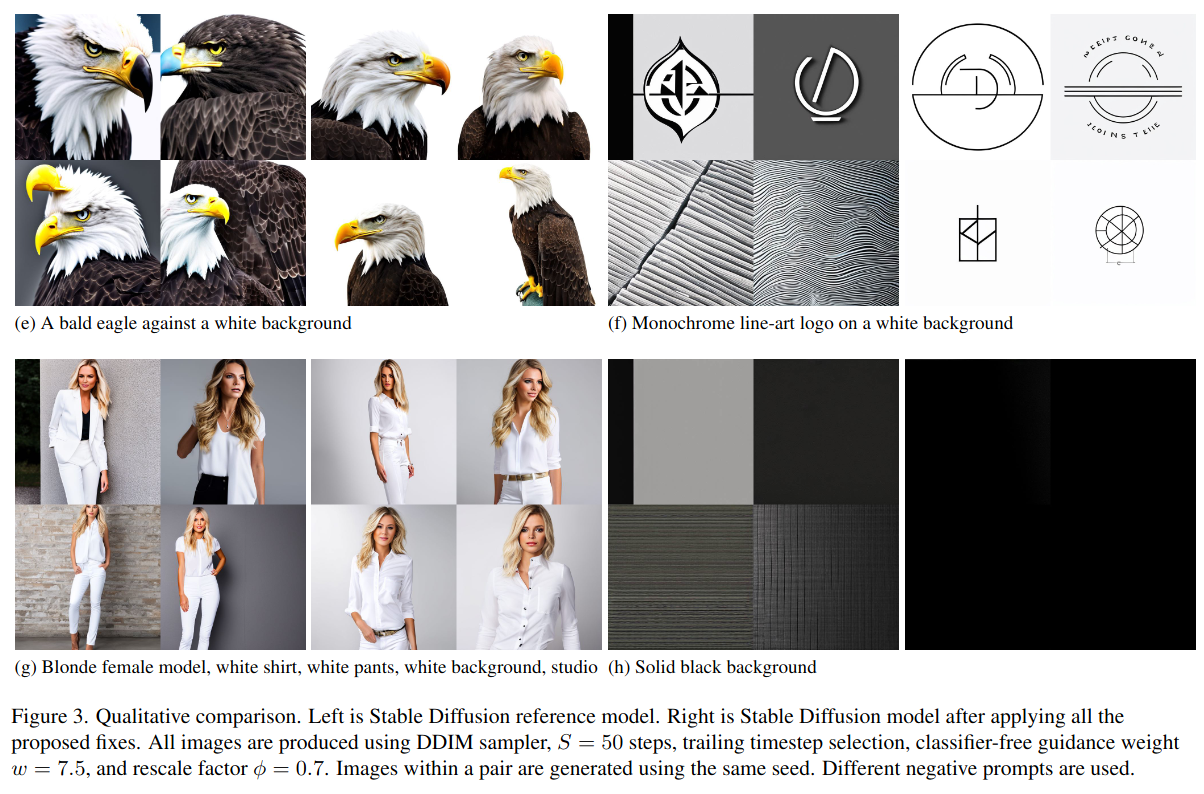 (e) A bald eagle against a white background
(f) Monochrome line-art logo on a white background
(g) Blonde female model, white shirt, white pants, white background, studio
(h) Solid black background
Figure 3. Qualitative comparison. Left is Stable Diffusion reference model. Right is Stable Diffusion model after applying all the
proposed fixes. All images are produced using DDIM sampler, S = 50 steps, trailing timestep selection, classifier-free guidance weight
w = 7.5, and rescale factor ϕ = 0.7. Images within a pair are generated using the same seed. Different negative prompts are used.